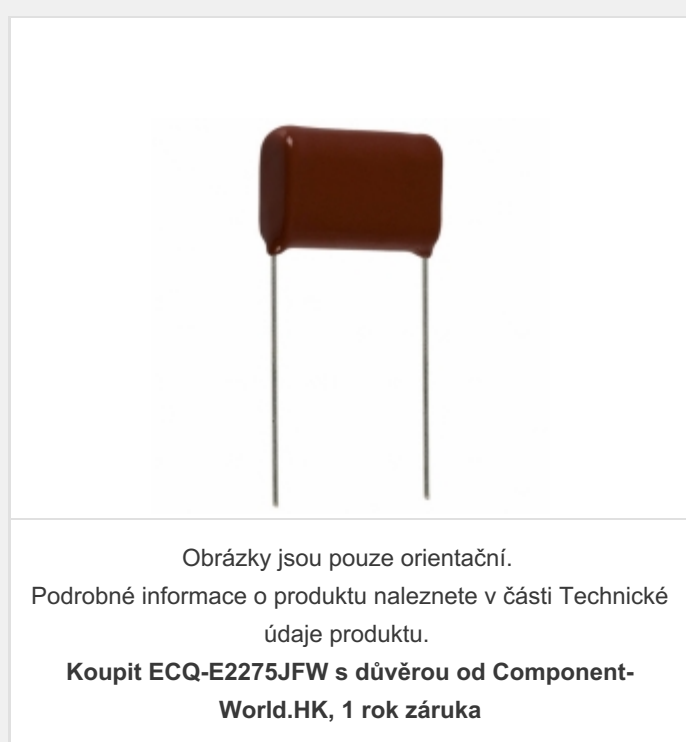 Obrázky jsou pouze orientační.
Podrobné informace o produktu naleznete v části Technické
údaje produktu.
Koupit ECQ-E2275JFW s důvěrou od Component-
World.HK, 1 rok záruka